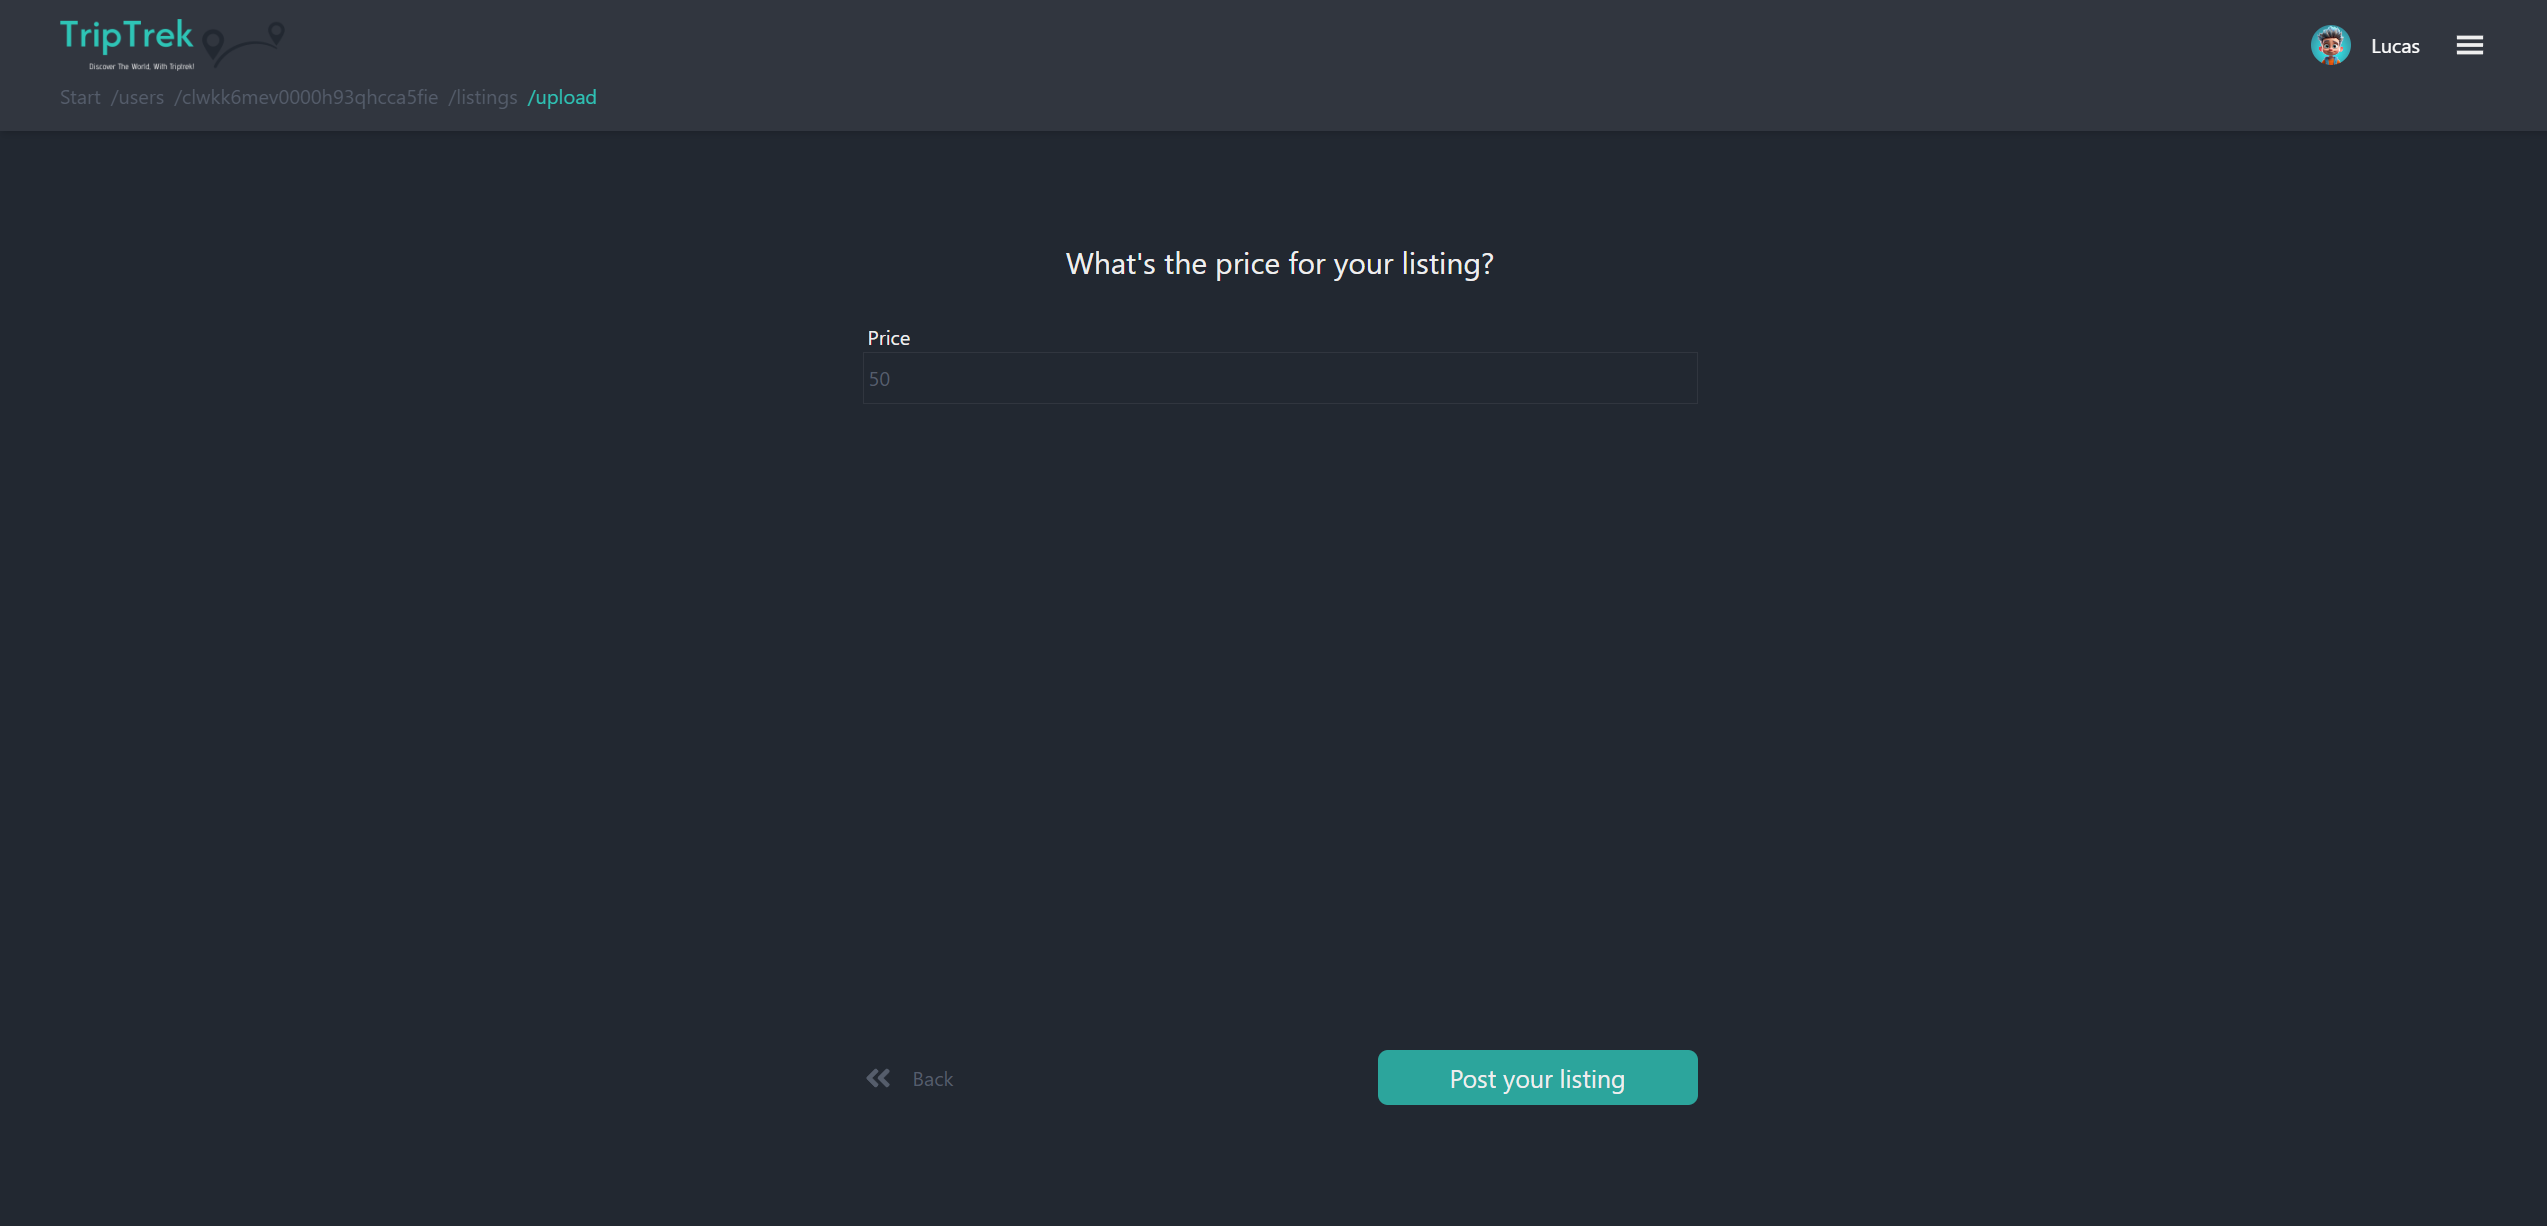 TripTrek
Discover The World. With Triptrek!
Lucas
Start /users /clwkk6mev0000h93qhcca5fie /listings /upload
What's the price for your listing?
Price
50
Back
Post your listing